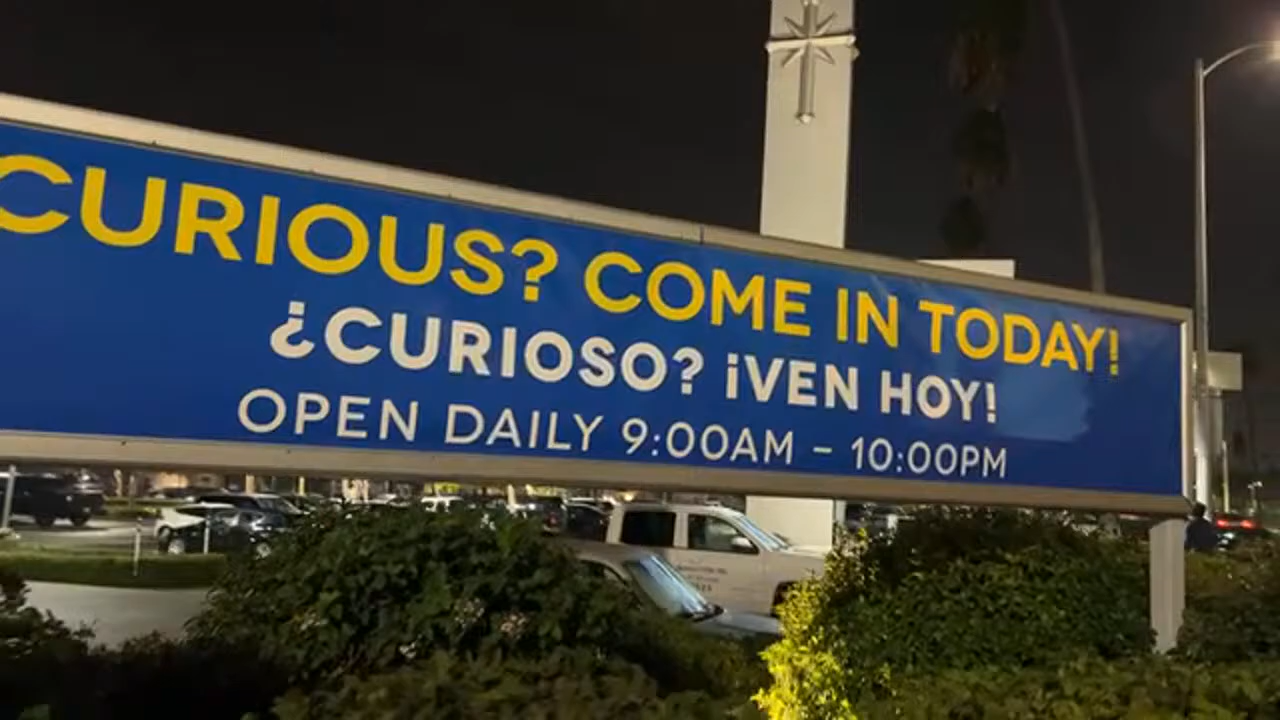 CURIOUS? COME IN TODAY!
¿CURIOSO? ¡VEN HOY!
OPEN DAILY 9:00AM – 10:00PM